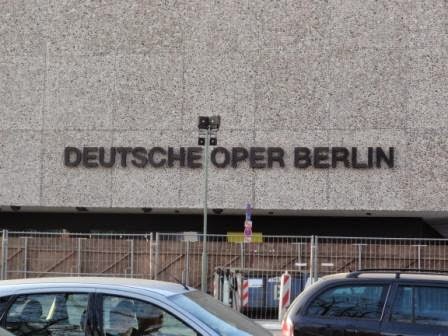 DEUTSCHE OPER BERLIN